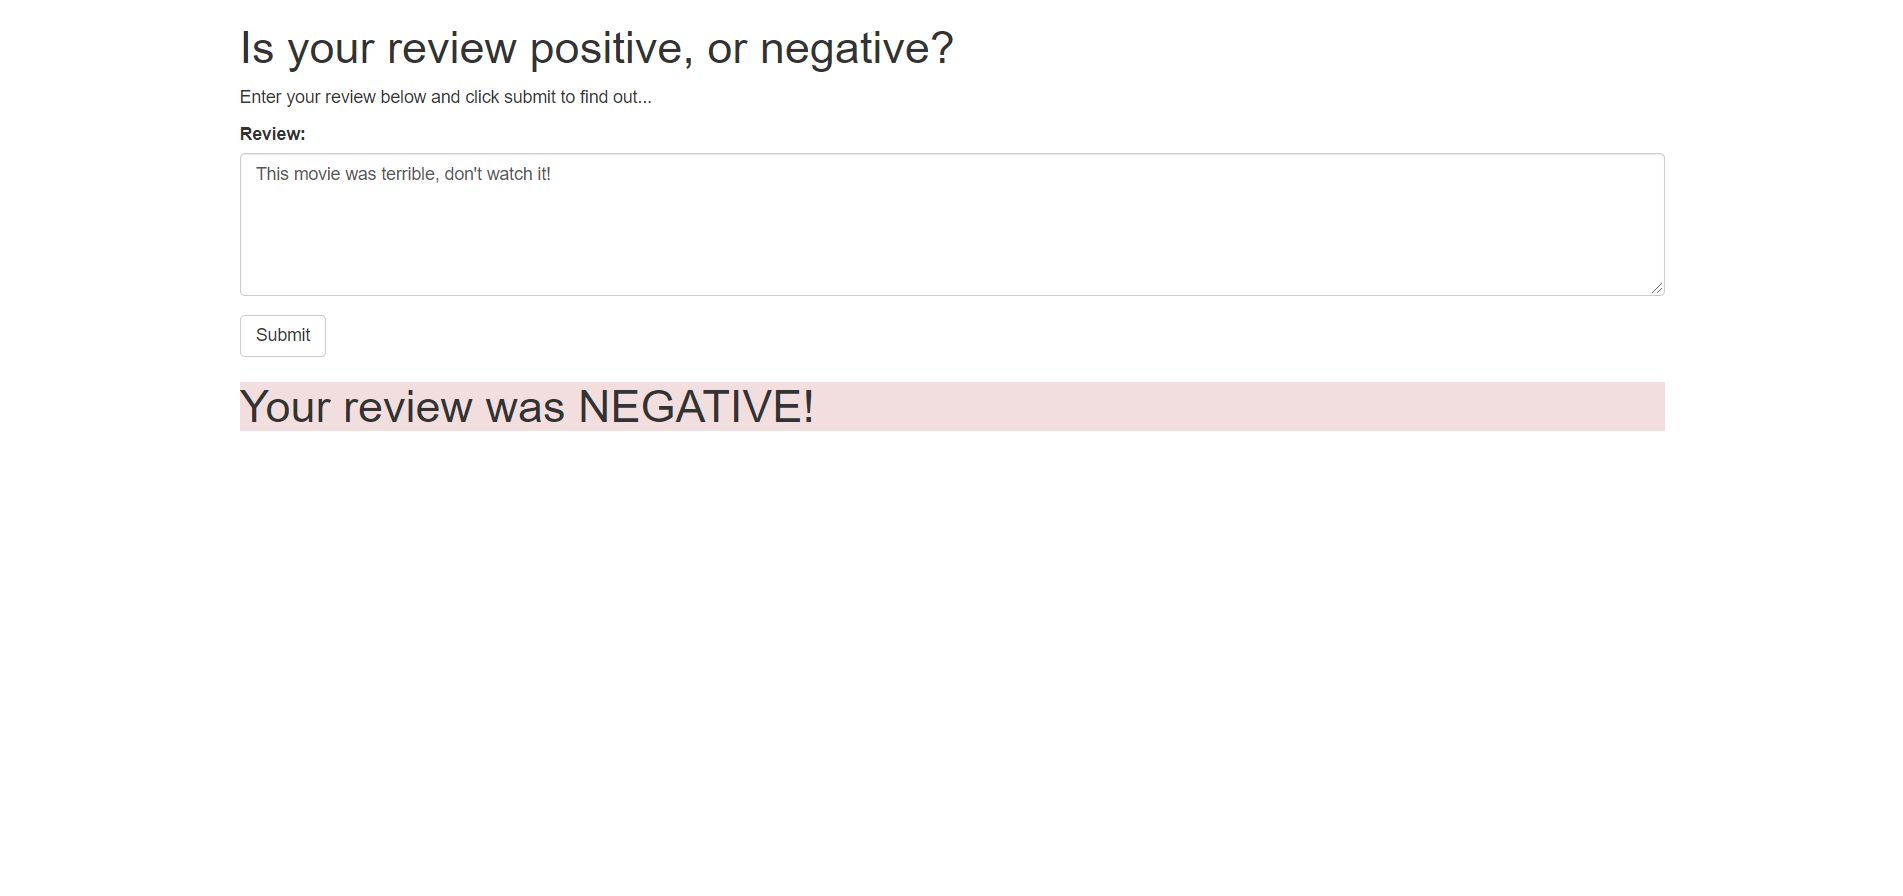 Is your review positive, or negative?
Enter your review below and click submit to find out...
Review:
This movie was terrible, don't watch it!
Submit
Your review was NEGATIVE!